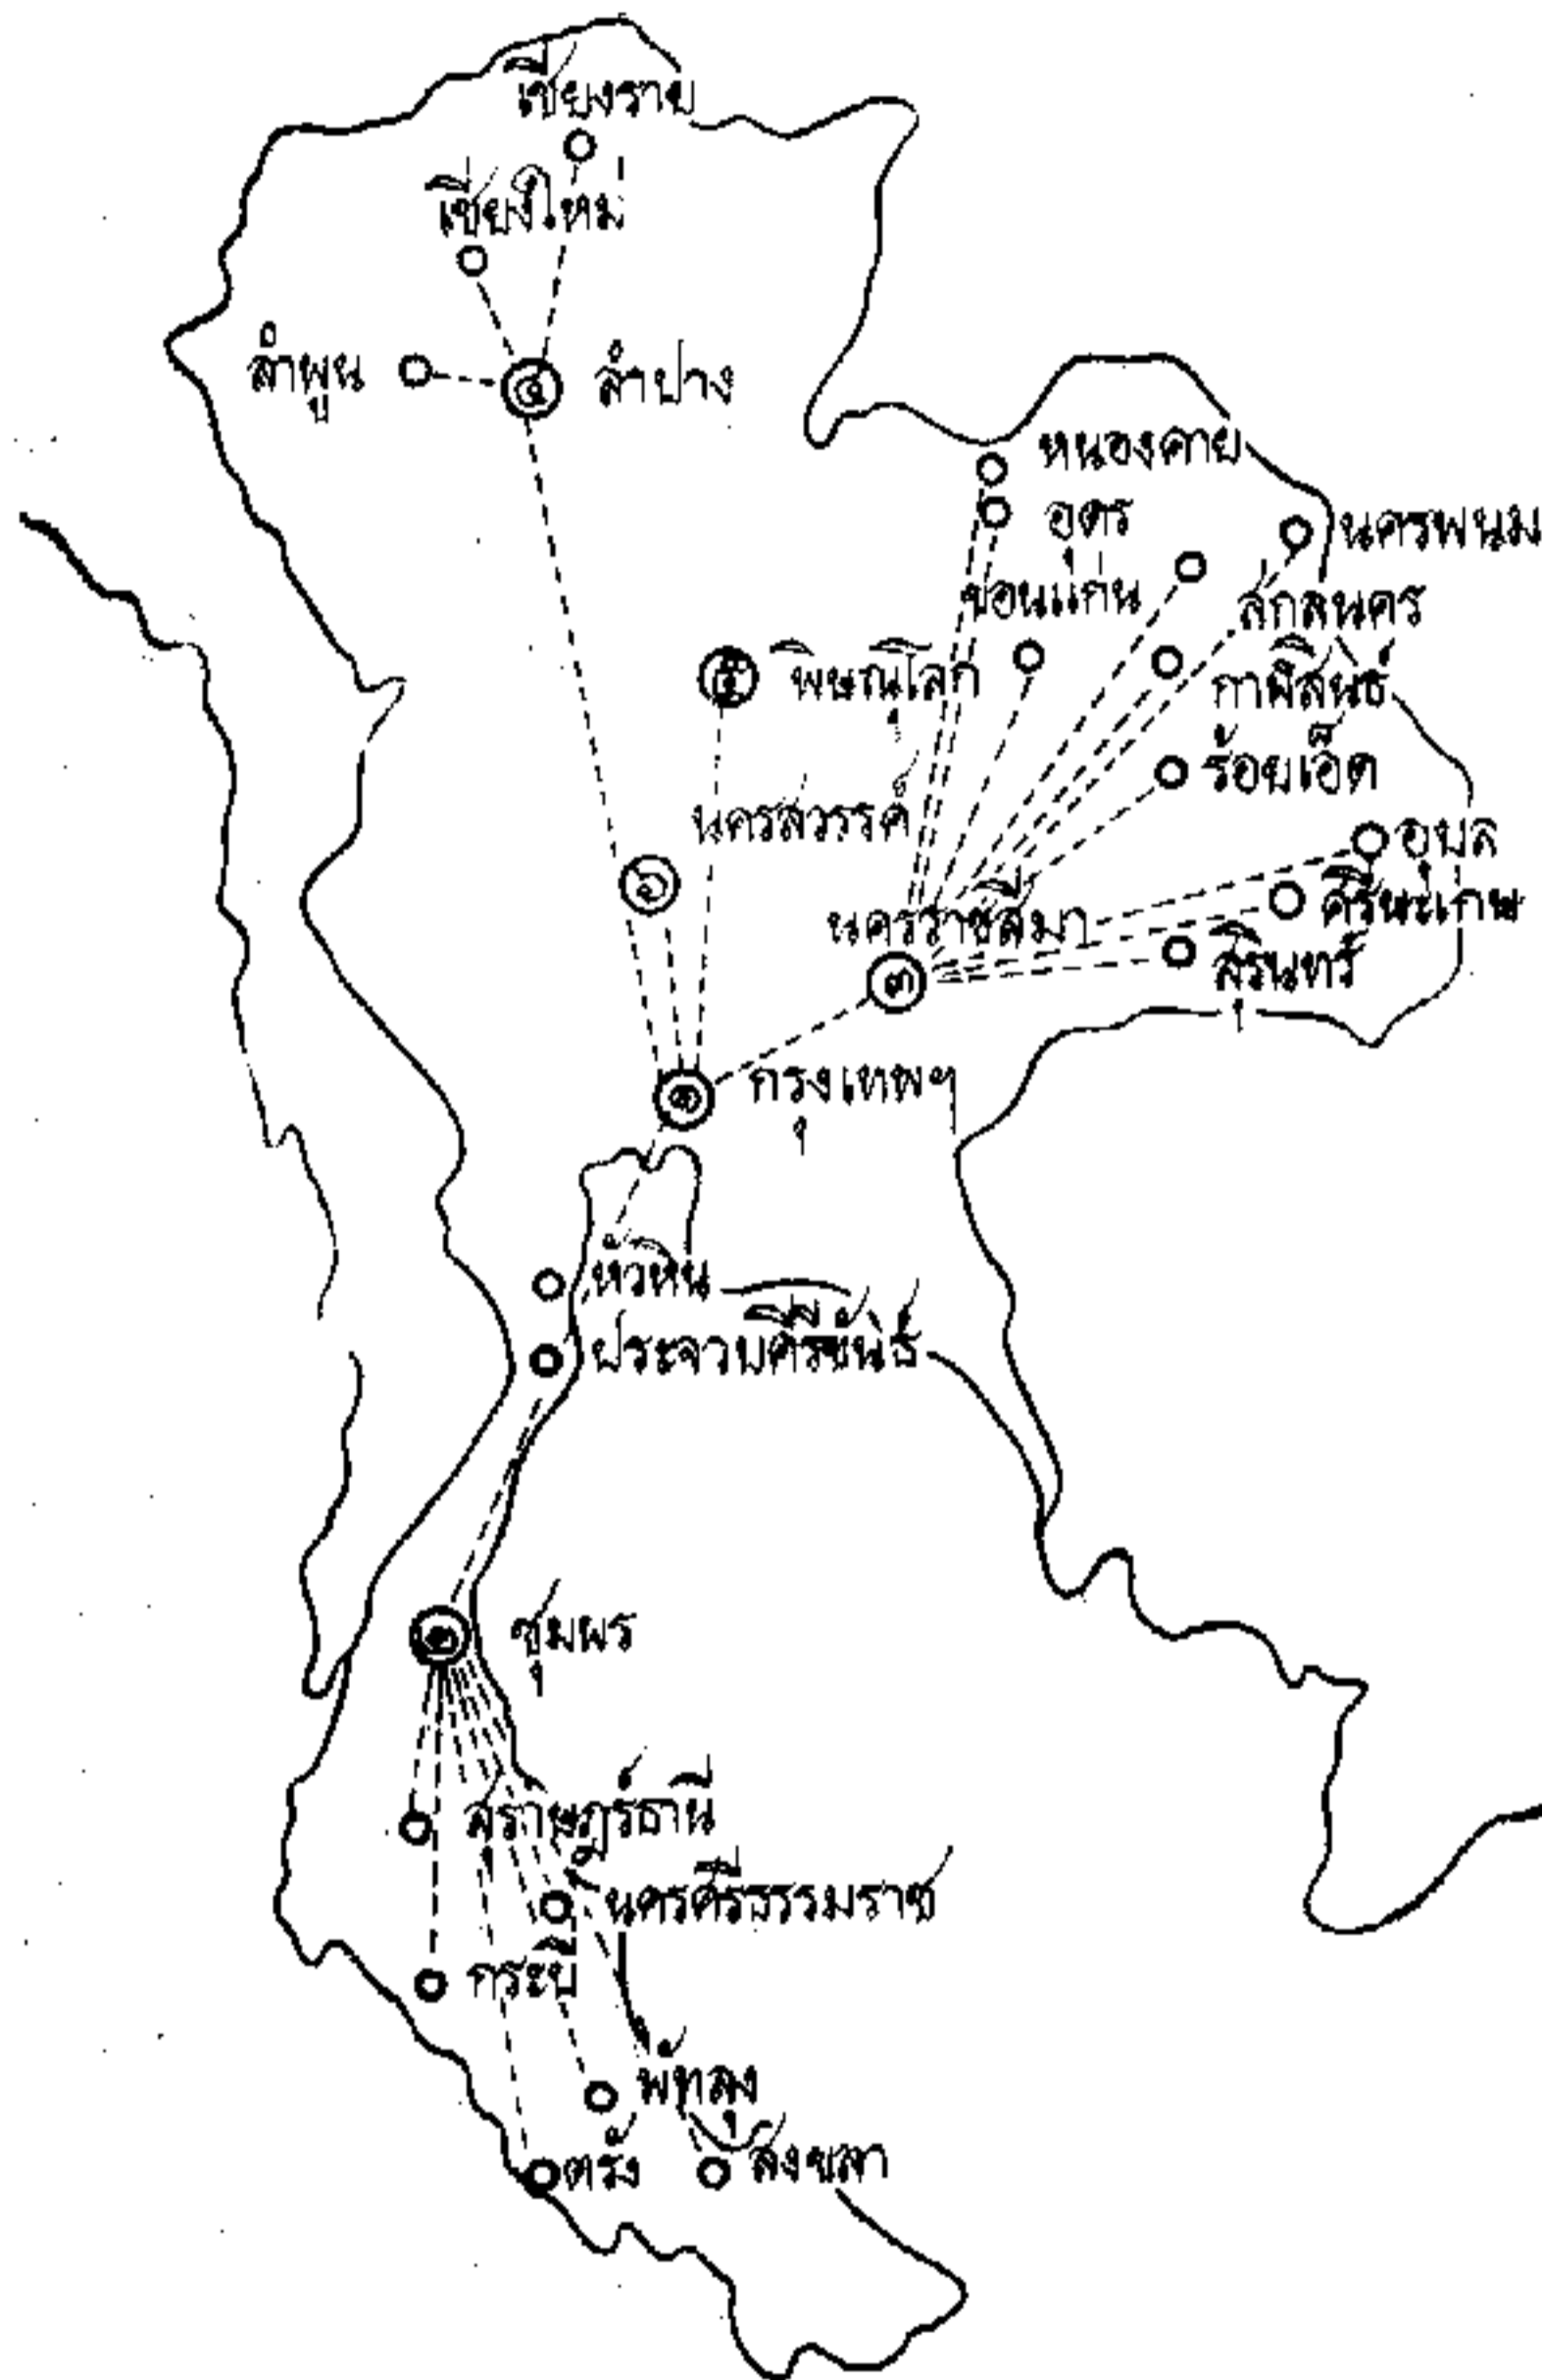 เชียงราย
เชียงใหม่
ลำพูน
๔ ลำปาง
หนองคาย
อุดร
นครพนม
ขอนแก่น
สกลนคร
๕ พิษณุโลก
กาฬสินธ์
ร้อยเอ็ด
นครสวรรค์
อุบล
๖
ศรีษะเกษ
นครราชสีมา
สุรินทร์
๓
๑ กรุงเทพฯ
หัวหิน
ประจวบคีรีขันธ์
๒ ชุมพร
สุราษฎร์ธานี
นครศรีธรรมราช
กระบี่
พัทลุง
ตรัง
สงขลา